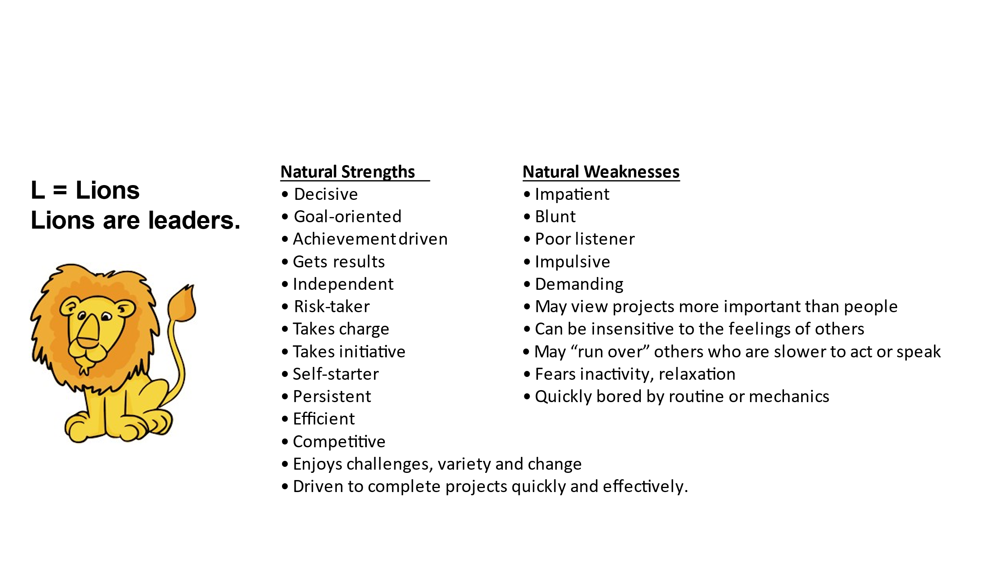 L = Lions
Lions are leaders.
Natural Strengths
• Decisive
• Goal-oriented
• Achievement driven
• Gets results
• Independent
• Risk-taker
• Takes charge
• Takes initiative
• Self-starter
• Persistent
• Efficient
• Competitive
• Enjoys challenges, variety and change
• Driven to complete projects quickly and effectively.
Natural Weaknesses
• Impatient
• Blunt
• Poor listener
• Impulsive
• Demanding
• May view projects more important than people
• Can be insensitive to the feelings of others
• May “run over” others who are slower to act or speak
• Fears inactivity, relaxation
• Quickly bored by routine or mechanics